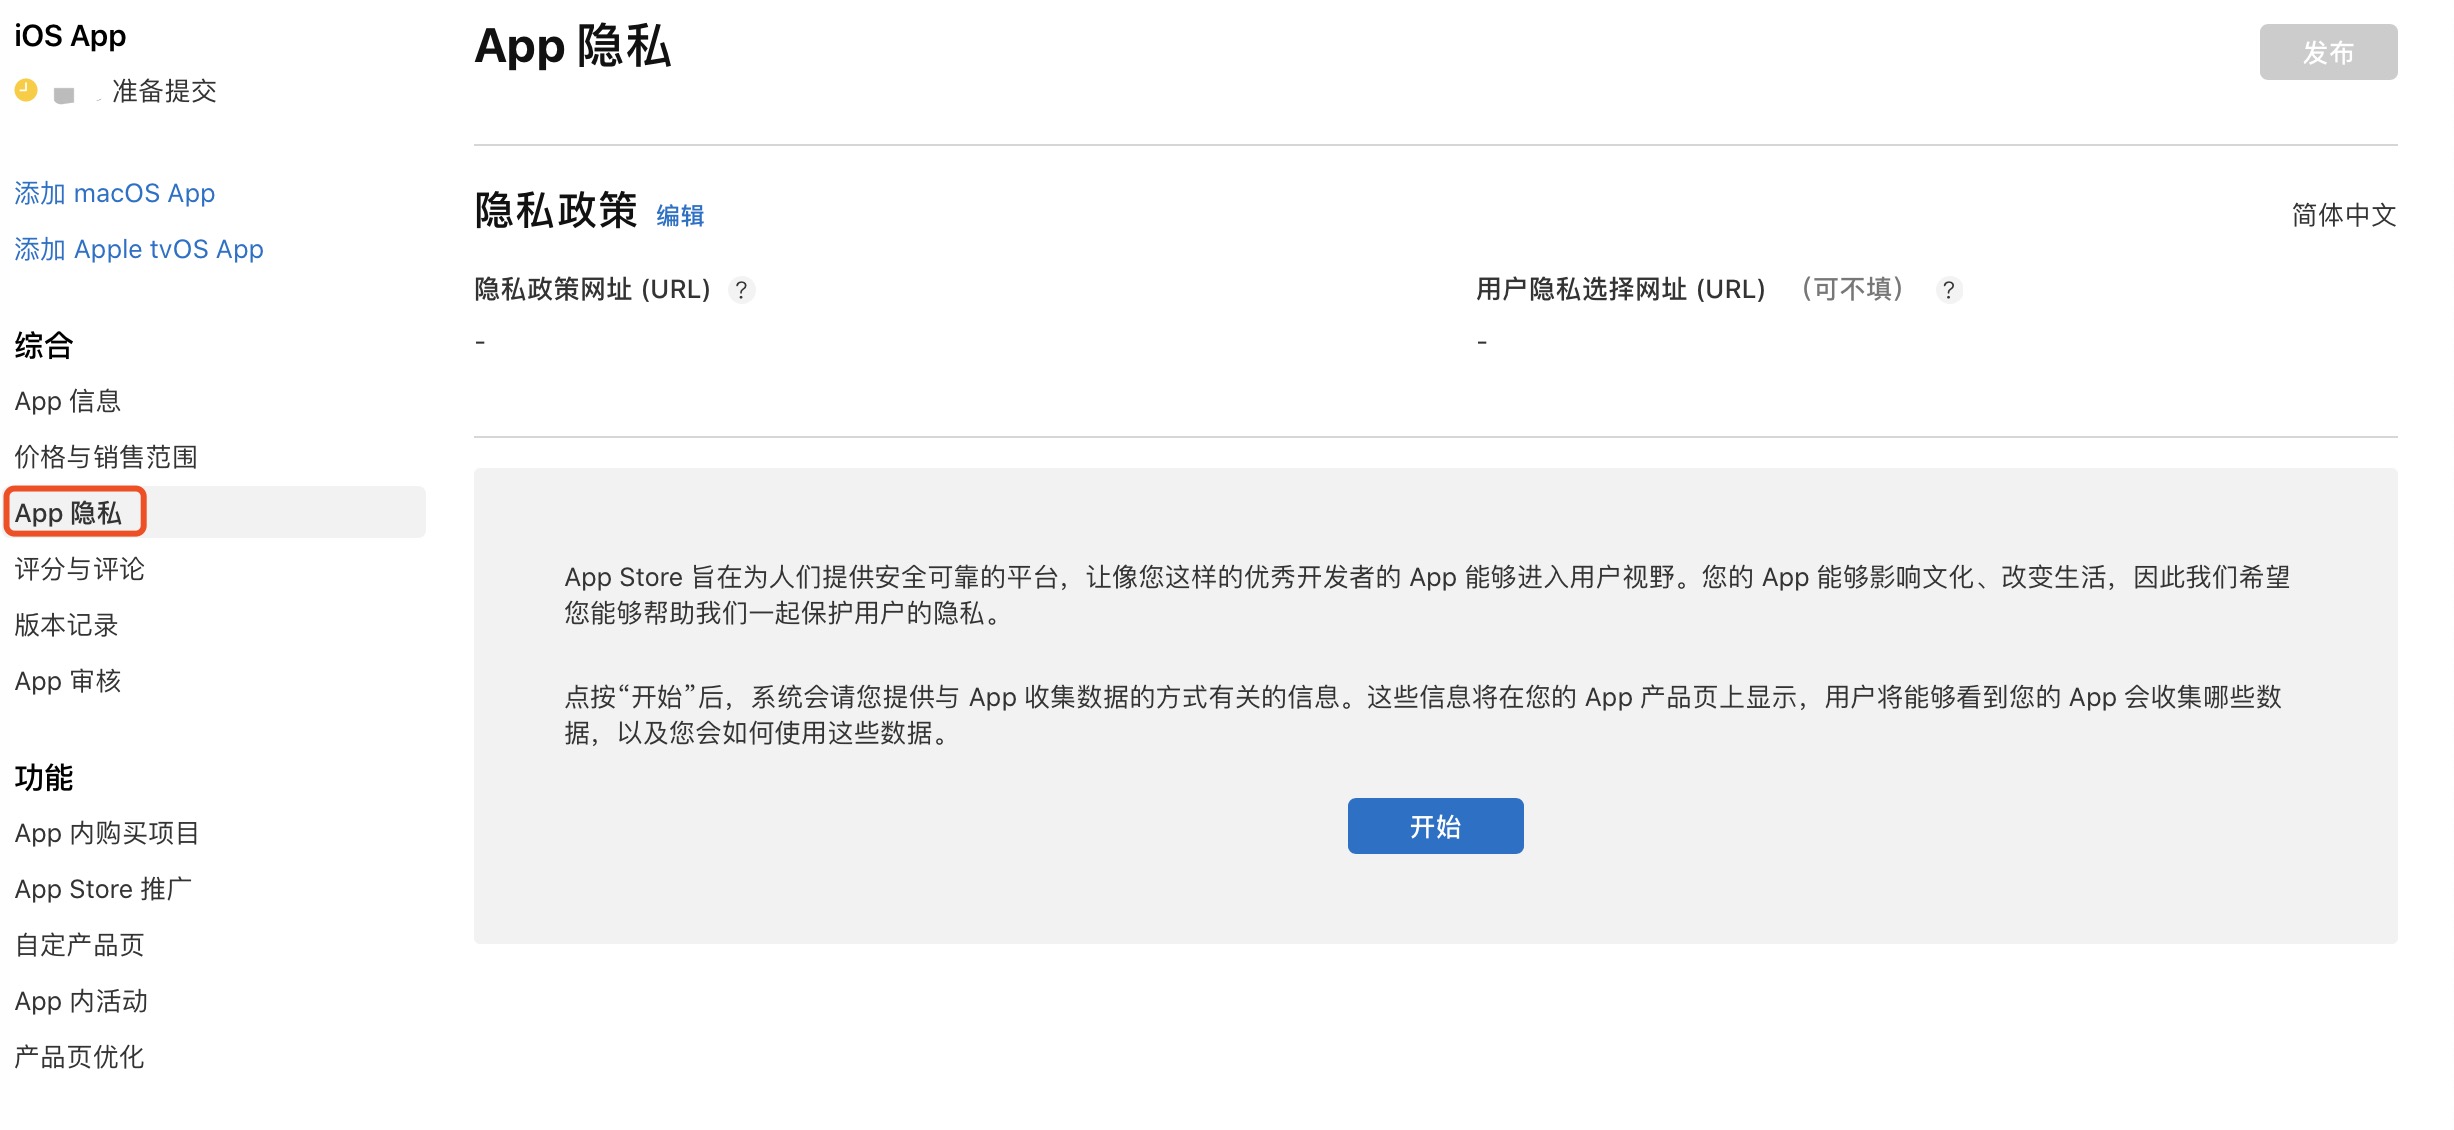 iOS App
准备提交
添加 macOS App
添加 Apple tvOS App
综合
App 信息
价格与销售范围
App 隐私
评分与评论
版本记录
App 审核
功能
App 内购买项目
App Store 推广
自定产品页
App 内活动
产品页优化
App 隐私
发布
隐私政策 编辑
简体中文
隐私政策网址 (URL) ?
-
用户隐私选择网址 (URL) （可不填） ?
-
App Store 旨在为人们提供安全可靠的平台，让像您这样的优秀开发者的 App 能够进入用户视野。您的 App 能够影响文化、改变生活，因此我们希望
您能够帮助我们一起保护用户的隐私。
点按“开始”后，系统会请您提供与 App 收集数据的方式有关的信息。这些信息将在您的 App 产品页上显示，用户将能够看到您的 App 会收集哪些数
据，以及您会如何使用这些数据。
开始